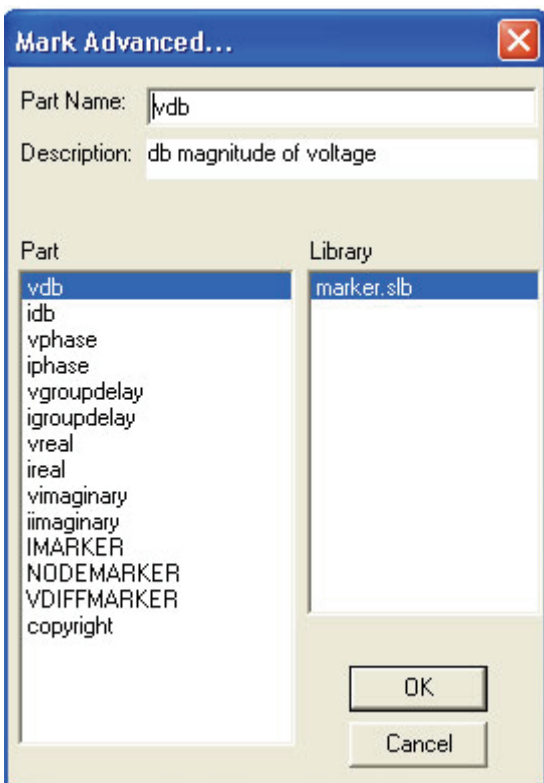 Mark Advanced...
Part Name: vdb
Description: db magnitude of voltage
Part
vdb
idb
vphase
iphase
vgroupdelay
igroupdelay
vreal
ireal
vimaginary
iimaginary
IMARKER
NODEMARKER
VDIFFMARKER
copyright
Library
marker.slb
OK
Cancel